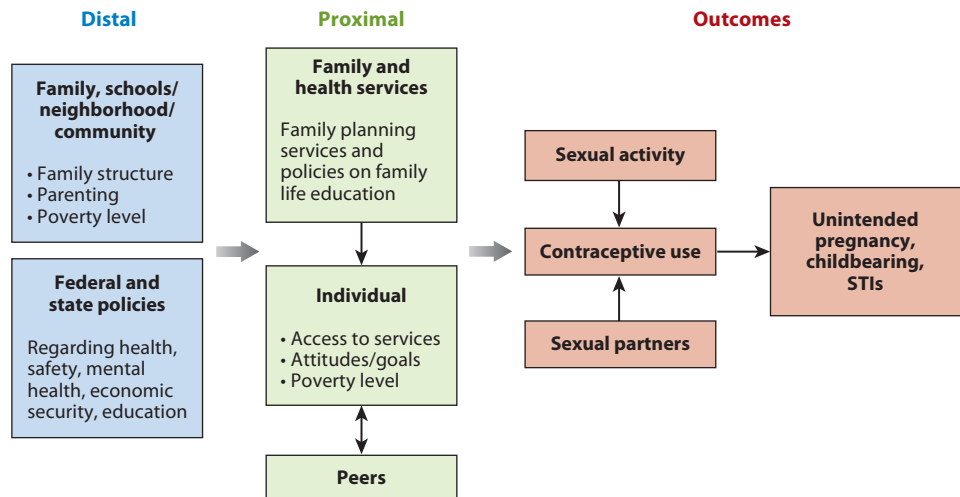 Distal
Proximal
Outcomes
Family, schools/
neighborhood/
community
• Family structure
• Parenting
• Poverty level
Federal and
state policies
Regarding health,
safety, mental
health, economic
security, education
Family and
health services
Family planning
services and
policies on family
life education
Individual
• Access to services
• Attitudes/goals
• Poverty level
Peers
Sexual activity
Contraceptive use
Sexual partners
Unintended
pregnancy,
childbearing,
STIs